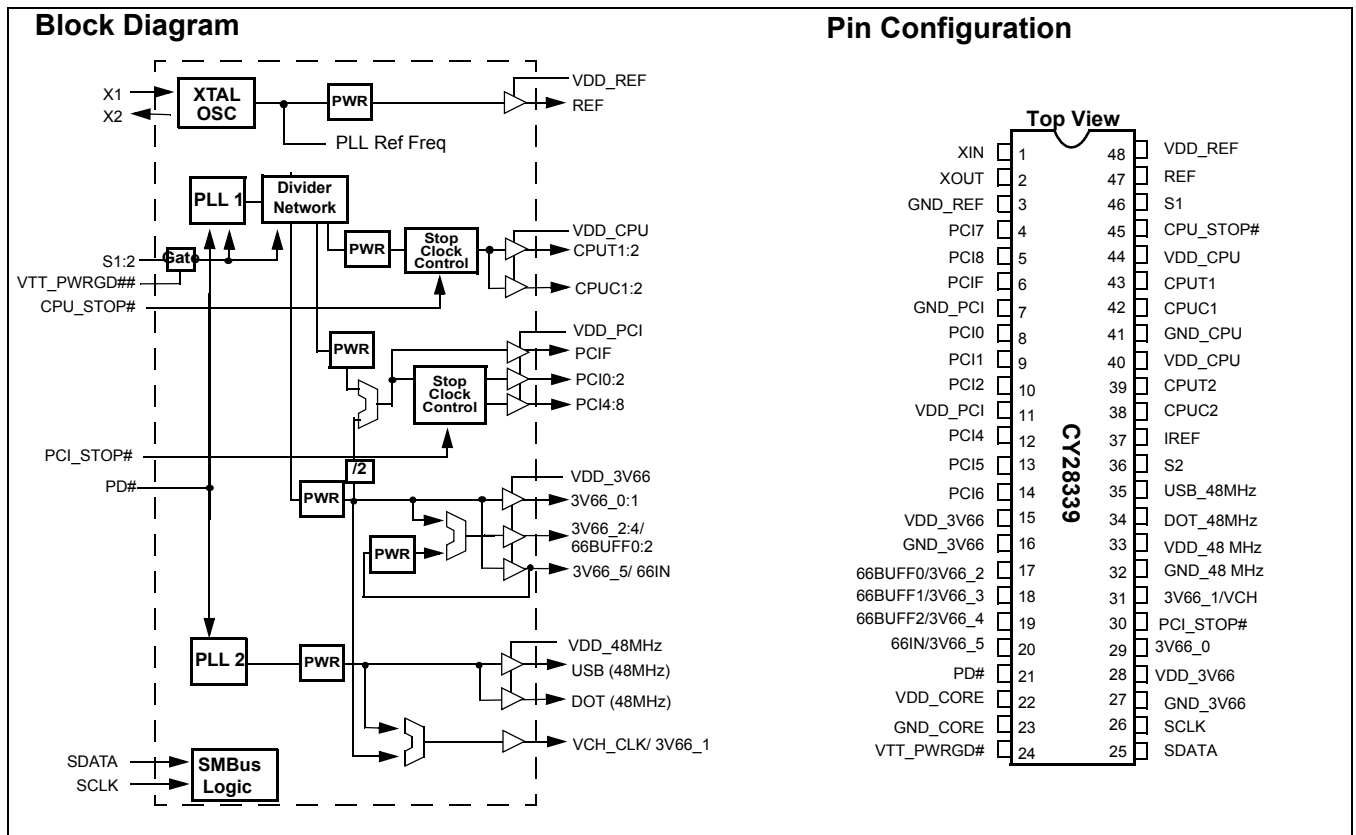 Block Diagram
Pin Configuration
X1
X2
XTAL
OSC
PWR
VDD_REF
REF
PLL Ref Freq
PLL 1
Divider
Network
PWR
Stop
Clock
Control
VDD_CPU
CPUT1:2
CPUC1:2
S1:2
Gate
VTT_PWRGD##
CPU_STOP#
PWR
Stop
Clock
Control
VDD_PCI
PCIF
PCI0:2
PCI4:8
PCI_STOP#
/2
PD#
PWR
VDD_3V66
3V66_0:1
PWR
3V66_2:4/
66BUFF0:2
3V66_5/ 66IN
PLL 2
PWR
VDD_48MHz
USB (48MHz)
DOT (48MHz)
VCH_CLK/ 3V66_1
SDATA
SCLK
SMBus
Logic
Top View
CY28339
XIN 1 48 VDD_REF
XOUT 2 47 REF
GND_REF 3 46 S1
PCI7 4 45 CPU_STOP#
PCI8 5 44 VDD_CPU
PCIF 6 43 CPUT1
GND_PCI 7 42 CPUC1
PCI0 8 41 GND_CPU
PCI1 9 40 VDD_CPU
PCI2 10 39 CPUT2
VDD_PCI 11 38 CPUC2
PCI4 12 37 IREF
PCI5 13 36 S2
PCI6 14 35 USB_48MHz
VDD_3V66 15 34 DOT_48MHz
GND_3V66 16 33 VDD_48 MHz
66BUFF0/3V66_2 17 32 GND_48 MHz
66BUFF1/3V66_3 18 31 3V66_1/VCH
66BUFF2/3V66_4 19 30 PCI_STOP#
66IN/3V66_5 20 29 3V66_0
PD# 21 28 VDD_3V66
VDD_CORE 22 27 GND_3V66
GND_CORE 23 26 SCLK
VTT_PWRGD# 24 25 SDATA